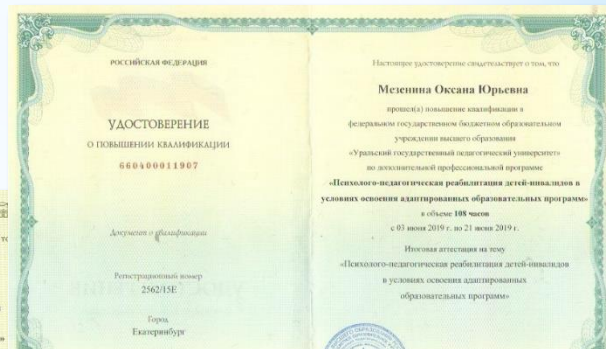 РОССИЙСКАЯ ФЕДЕРАЦИЯ
УДОСТОВЕРЕНИЕ
О ПОВЫШЕНИИ КВАЛИФИКАЦИИ
660400011907
Документ о квалификации
Регистрационный номер
2562/15Е
Город
Екатеринбург
Настоящее удостоверение свидетельствует о том, что
Мезенина Оксана Юрьевна
прошел(а) повышение квалификации в
федеральном государственном бюджетном образовательном
учреждении высшего образования
«Уральский государственный педагогический университет»
по дополнительной профессиональной программе
«Психолого-педагогическая реабилитация детей-инвалидов в
условиях освоения адаптированных образовательных программ»
в объеме 108 часов
с 03 июня 2019 г. по 21 июня 2019 г.
Итоговая аттестация на тему
«Психолого-педагогическая реабилитация детей-инвалидов
в условиях освоения адаптированных
образовательных программ»